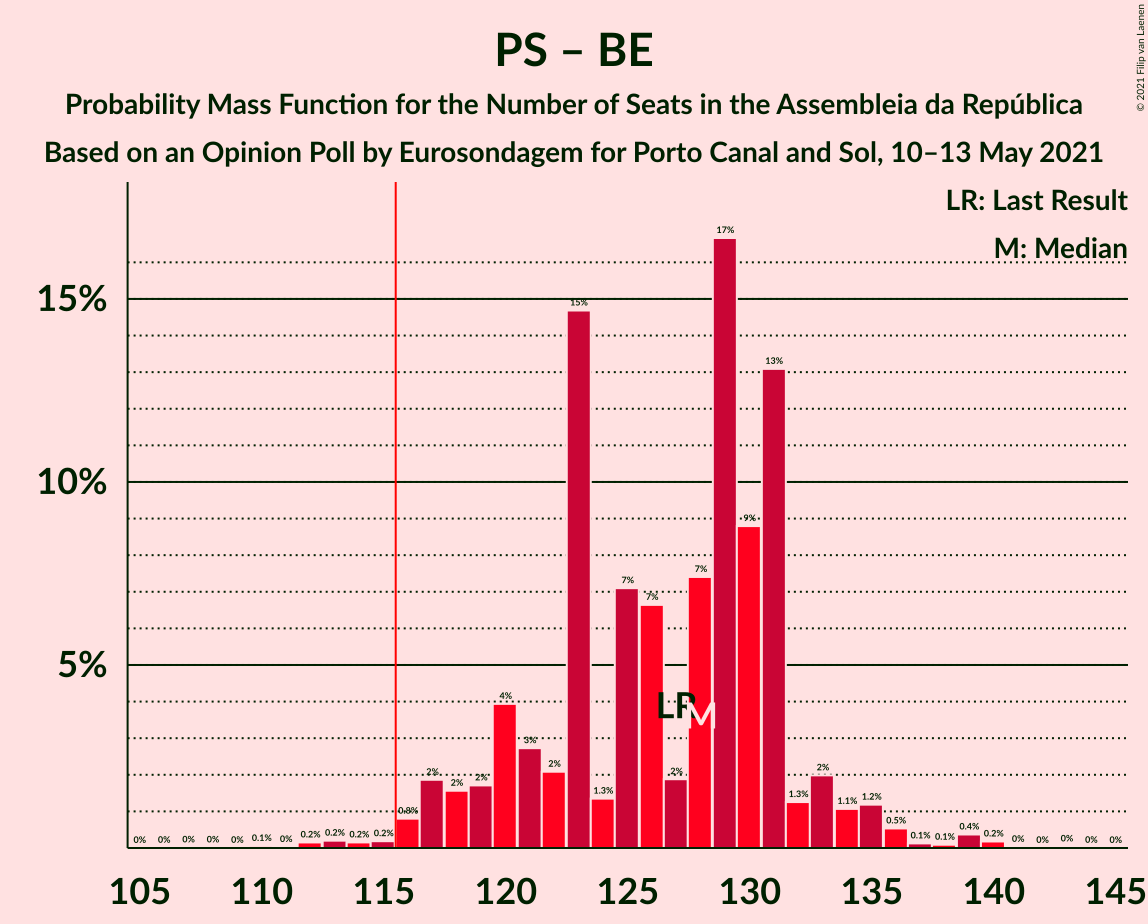 PS – BE
Probability Mass Function for the Number of Seats in the Assembleia da República
Based on an Opinion Poll by Eurosondagem for Porto Canal and Sol, 10–13 May 2021
© 2021 Filip van Laenen
LR: Last Result
M: Median
15%
10%
5%
0% 0% 0% 0% 0% 0.1% 0% 0.2% 0.2% 0.2% 0.2% 0.8% 2% 2% 2% 4% 3% 2% 15% 1.3% 7% 7% 2% 7% 17% 9% 13% 1.3% 2% 1.1% 1.2% 0.5% 0.1% 0.1% 0.4% 0.2% 0% 0% 0% 0% 0%
LR
M
105 110 115 120 125 130 135 140 145